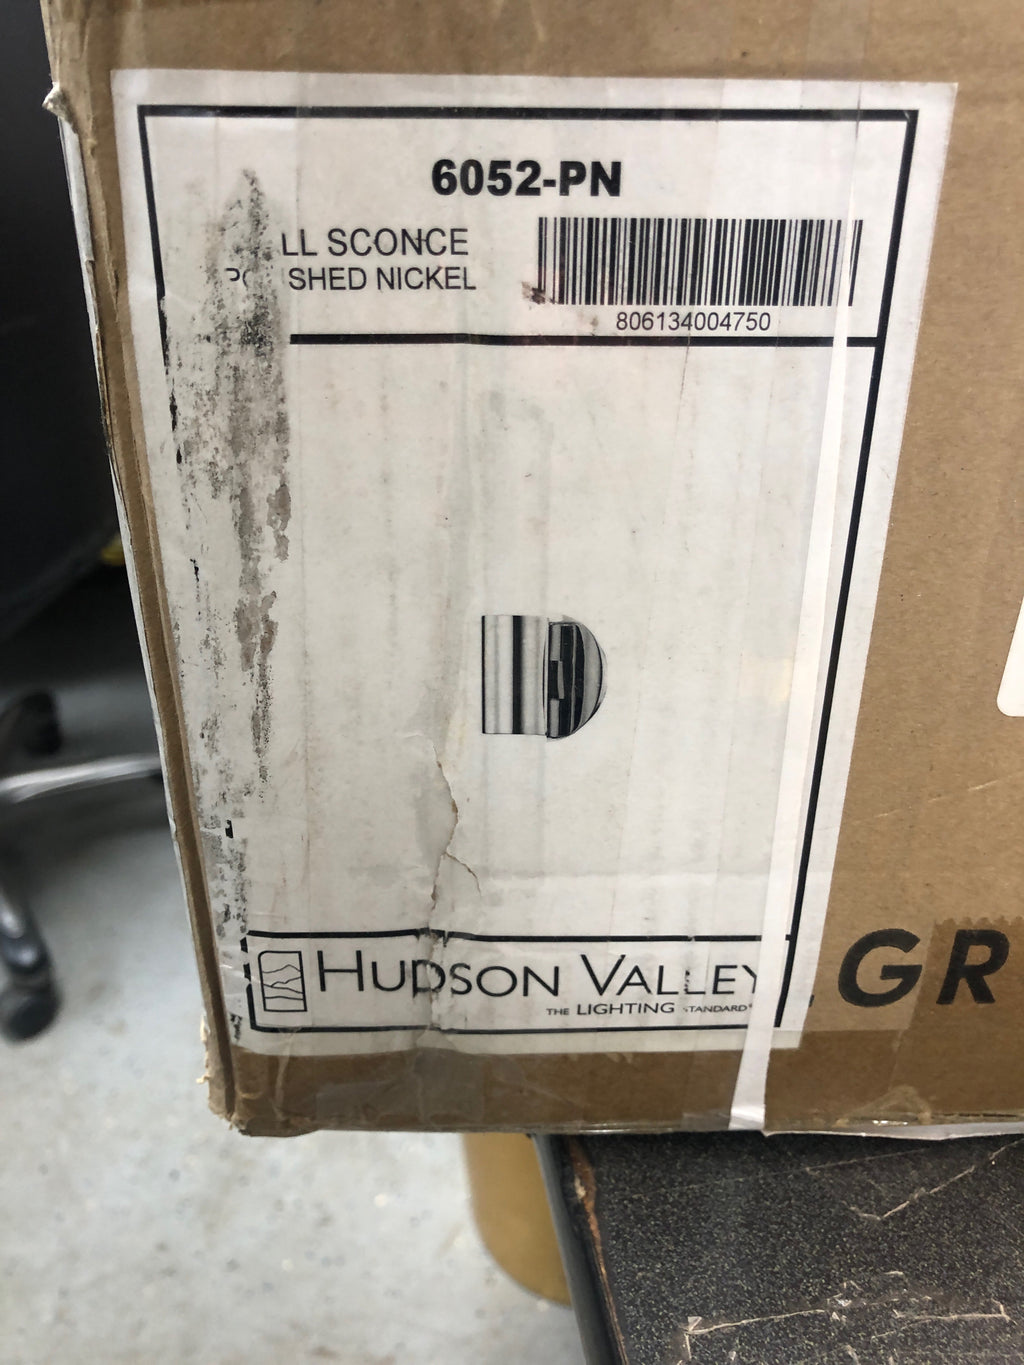 6052-PN
LL SCONCE
SHED NICKEL
806134004750
HUDSON VALLEY
THE LIGHTING STANDARD
GR